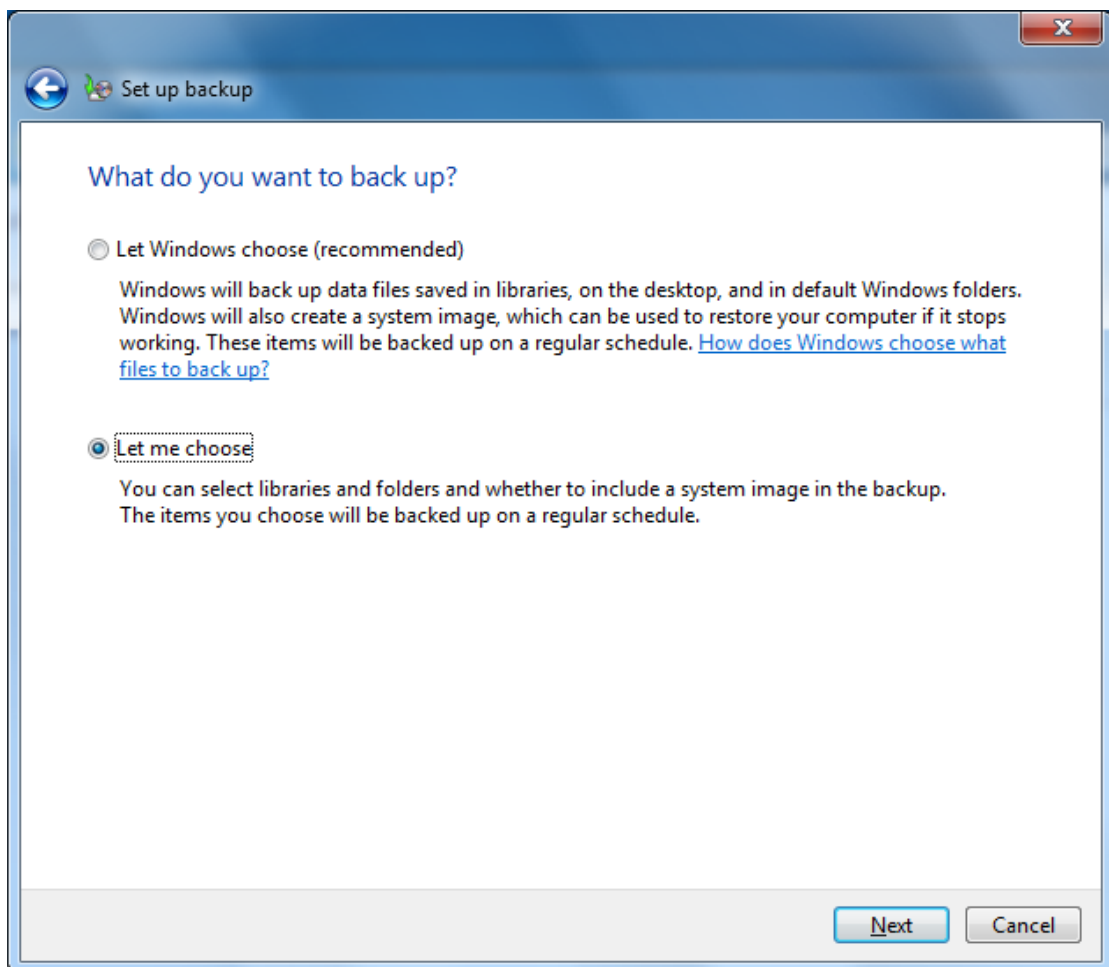 Set up backup
What do you want to back up?
Let Windows choose (recommended)
Windows will back up data files saved in libraries, on the desktop, and in default Windows folders.
Windows will also create a system image, which can be used to restore your computer if it stops
working. These items will be backed up on a regular schedule. How does Windows choose what
files to back up?
Let me choose
You can select libraries and folders and whether to include a system image in the backup.
The items you choose will be backed up on a regular schedule.
Next Cancel